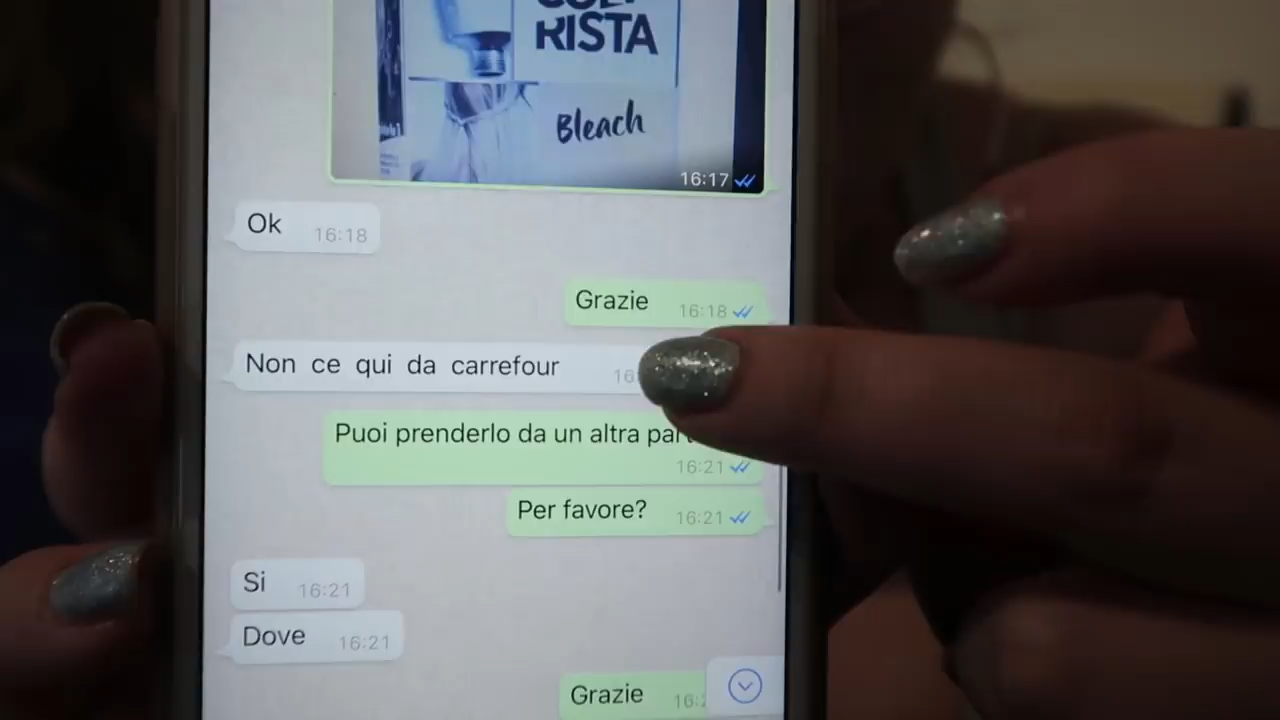 RISTA
Bleach
16:17
Ok 16:18
Grazie 16:18
Non ce qui da carrefour
Puoi prenderlo da un altra
16:21
Per favore? 16:21
Si 16:21
Dove 16:21
Grazie